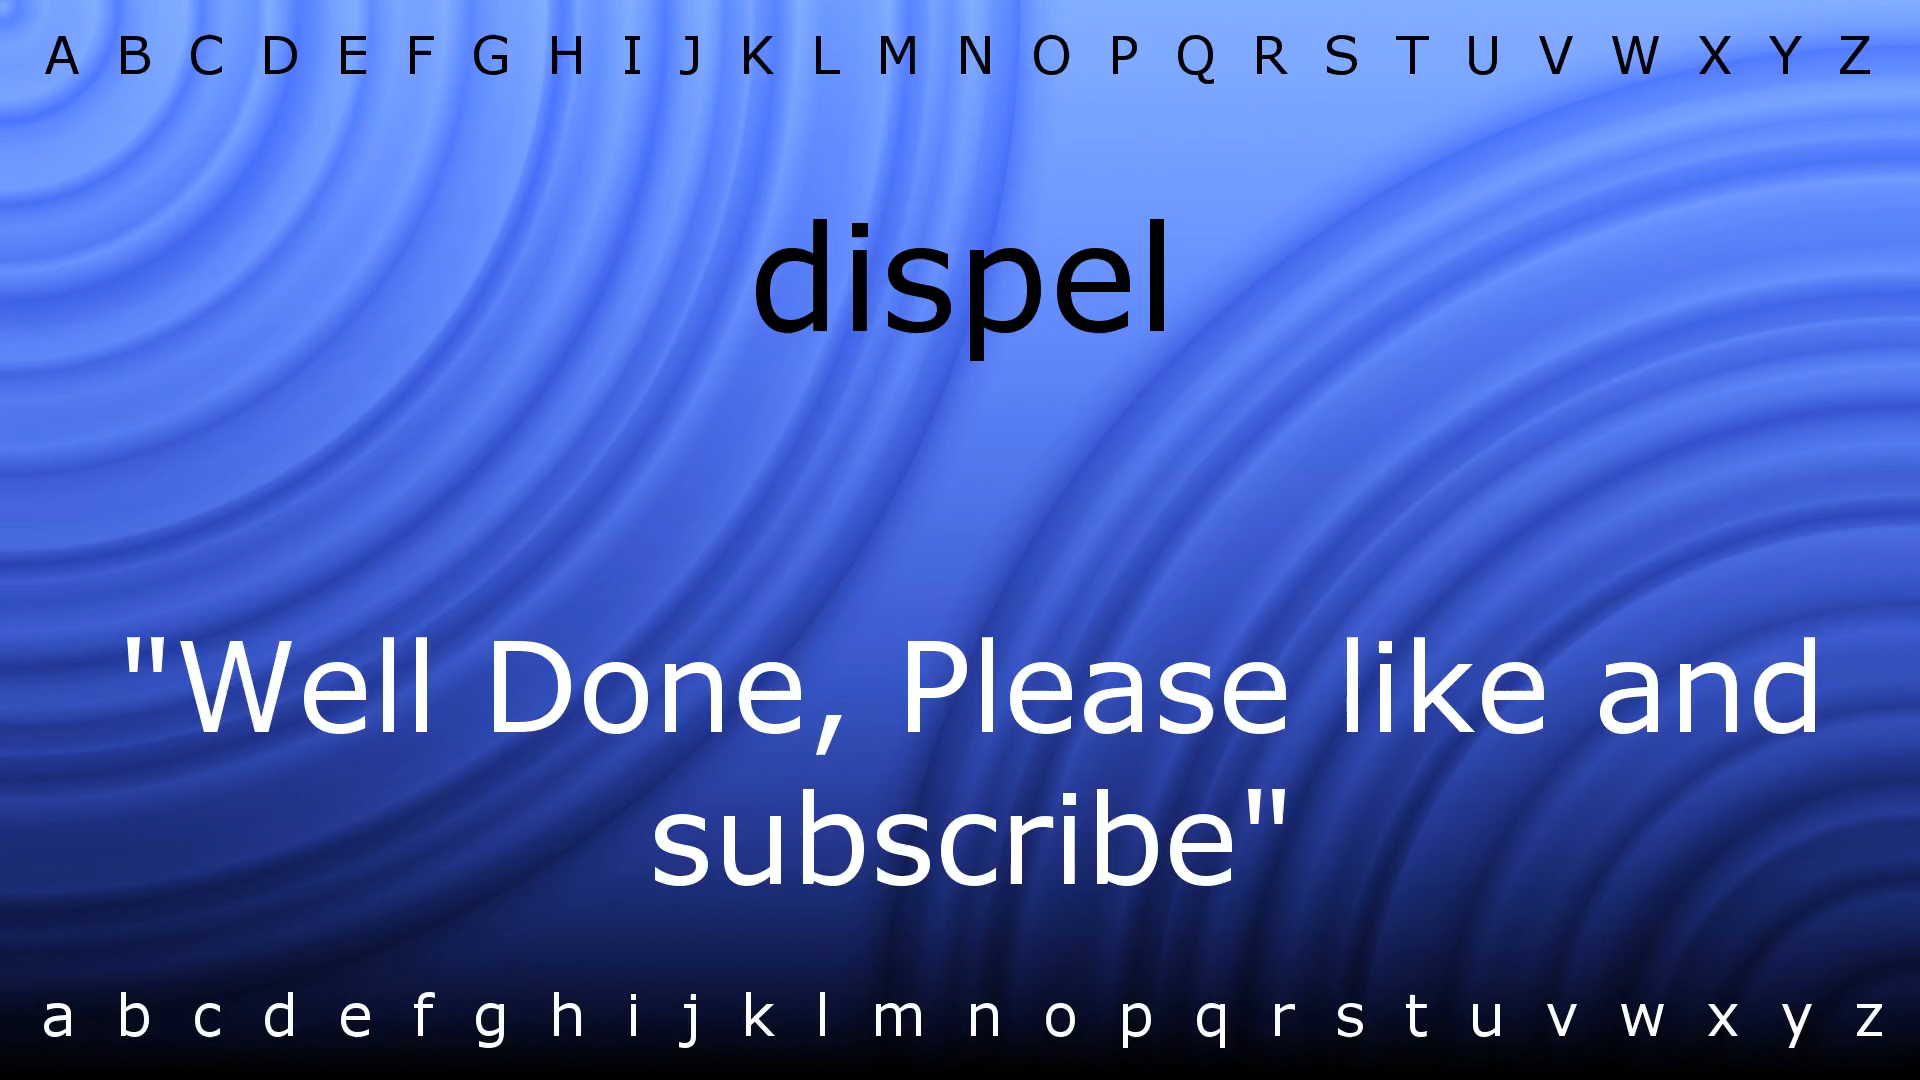 A B C D E F G H I J K L M N O P Q R S T U V W X Y Z
dispel
"Well Done, Please like and
subscribe"
a b c d e f g h i j k l m n o p q r s t u v w x y z